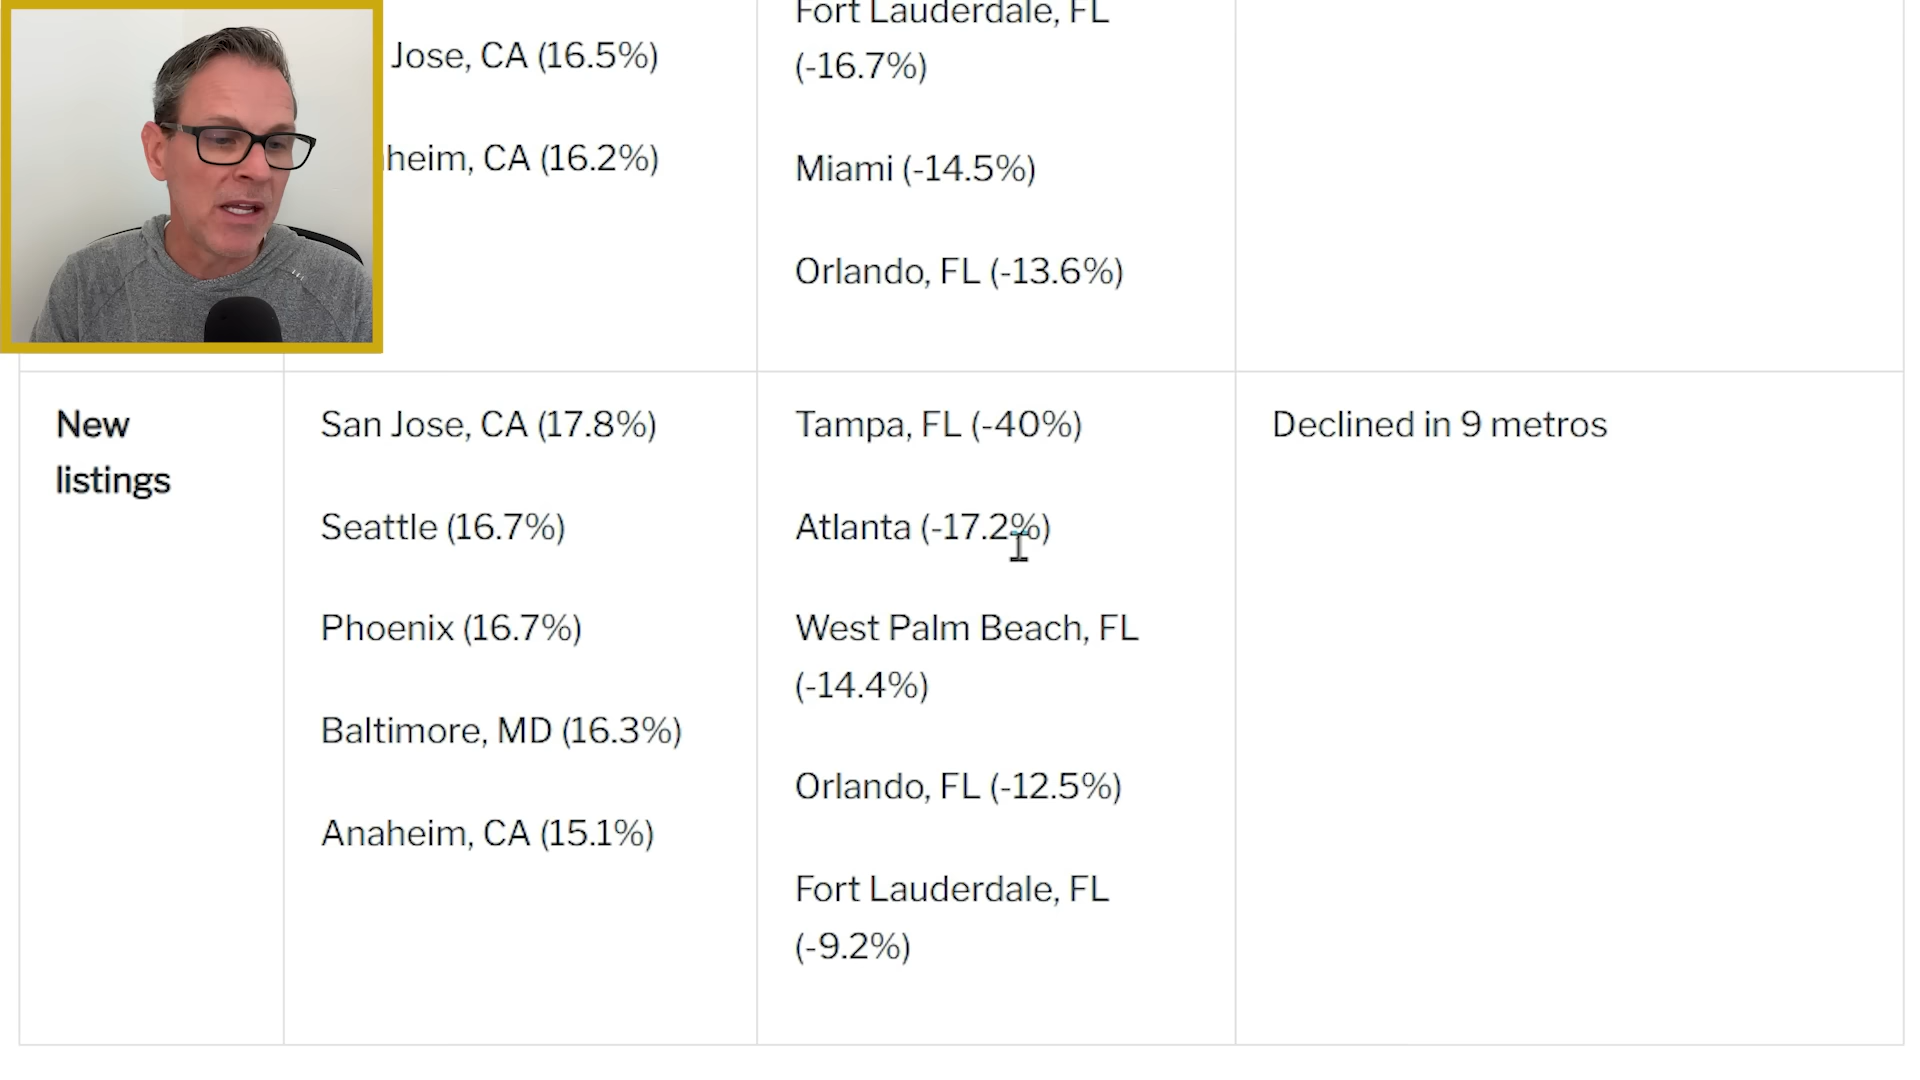 Jose, CA (16.5%)
heim, CA (16.2%)
Fort Lauderdale, FL
(-16.7%)
Miami (-14.5%)
Orlando, FL (-13.6%)
New
listings
San Jose, CA (17.8%)
Seattle (16.7%)
Phoenix (16.7%)
Baltimore, MD (16.3%)
Anaheim, CA (15.1%)
Tampa, FL (-40%)
Atlanta (-17.2%)
West Palm Beach, FL
(-14.4%)
Orlando, FL (-12.5%)
Fort Lauderdale, FL
(-9.2%)
Declined in 9 metros